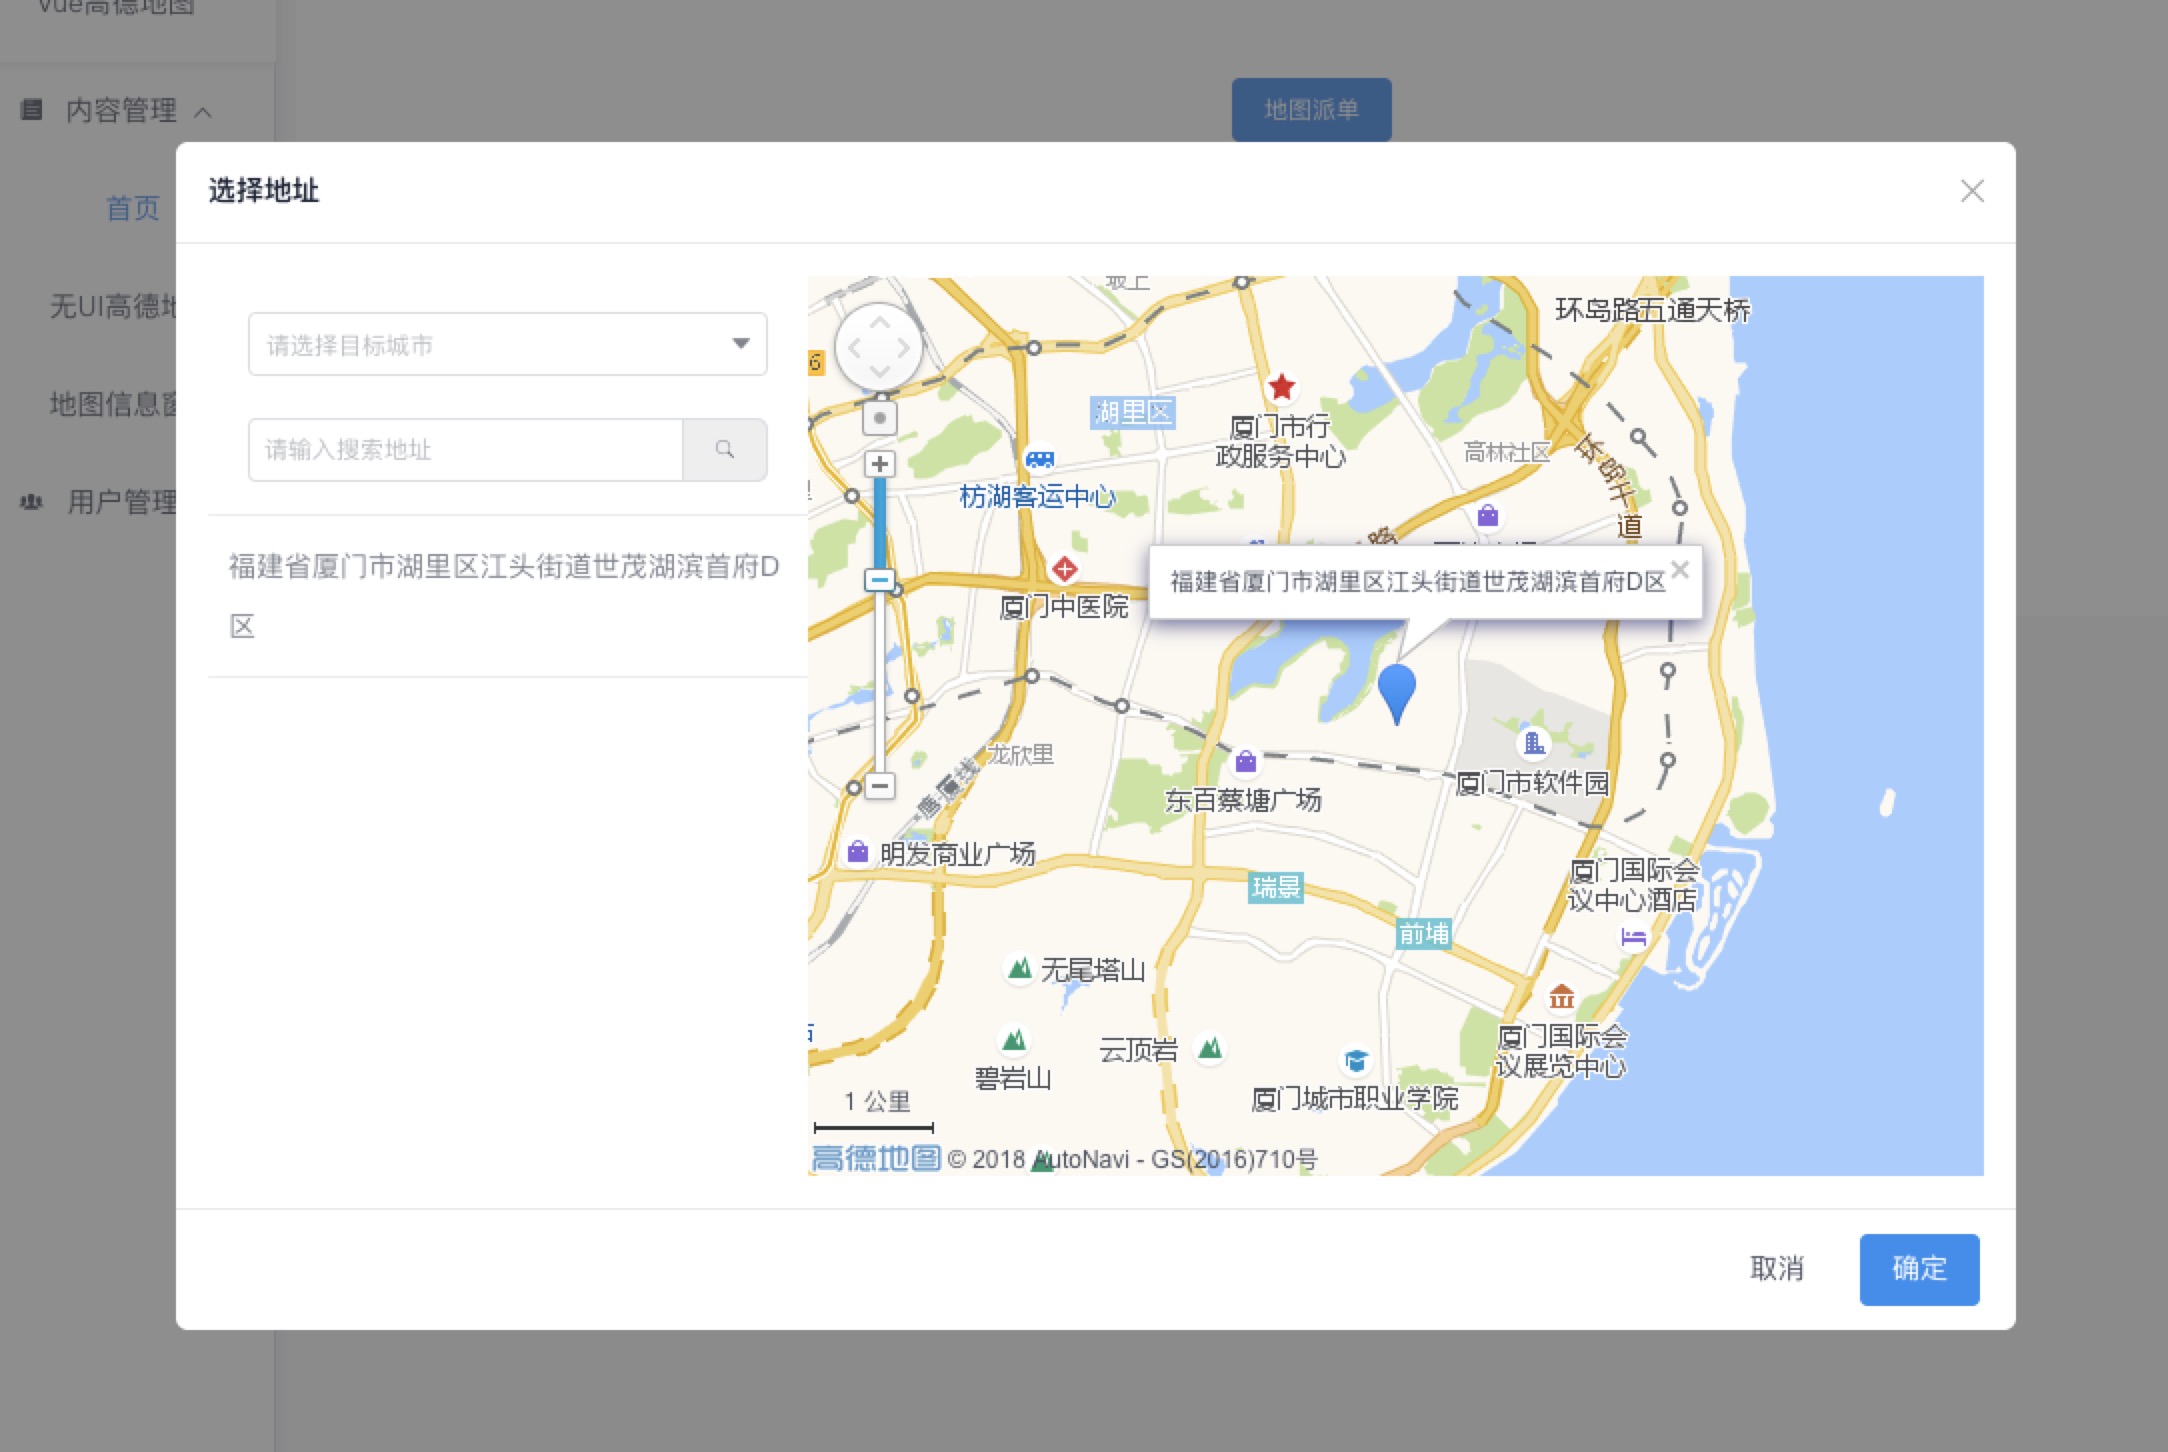 Vue高德地图
内容管理
地图派单
选择地址
首页
无UI高德地
请选择目标城市
地图信息窗
请输入搜索地址
用户管理
福建省厦门市湖里区江头街道世茂湖滨首府D
区
坂上
环岛路五通天桥
6
湖里区
厦门市行
政服务中心
高林社区
环岛干
道
枋湖客运中心
路
福建省厦门市湖里区江头街道世茂湖滨首府D区
厦门中医院
龙欣里
鹰厦线
厦门市软件园
东百蔡塘广场
明发商业广场
瑞景
厦门国际会
议中心酒店
前埔
无尾塔山
云顶岩
碧岩山
厦门国际会
议展览中心
厦门城市职业学院
1 公里
高德地图 © 2018 AutoNavi - GS(2016)710号
取消
确定